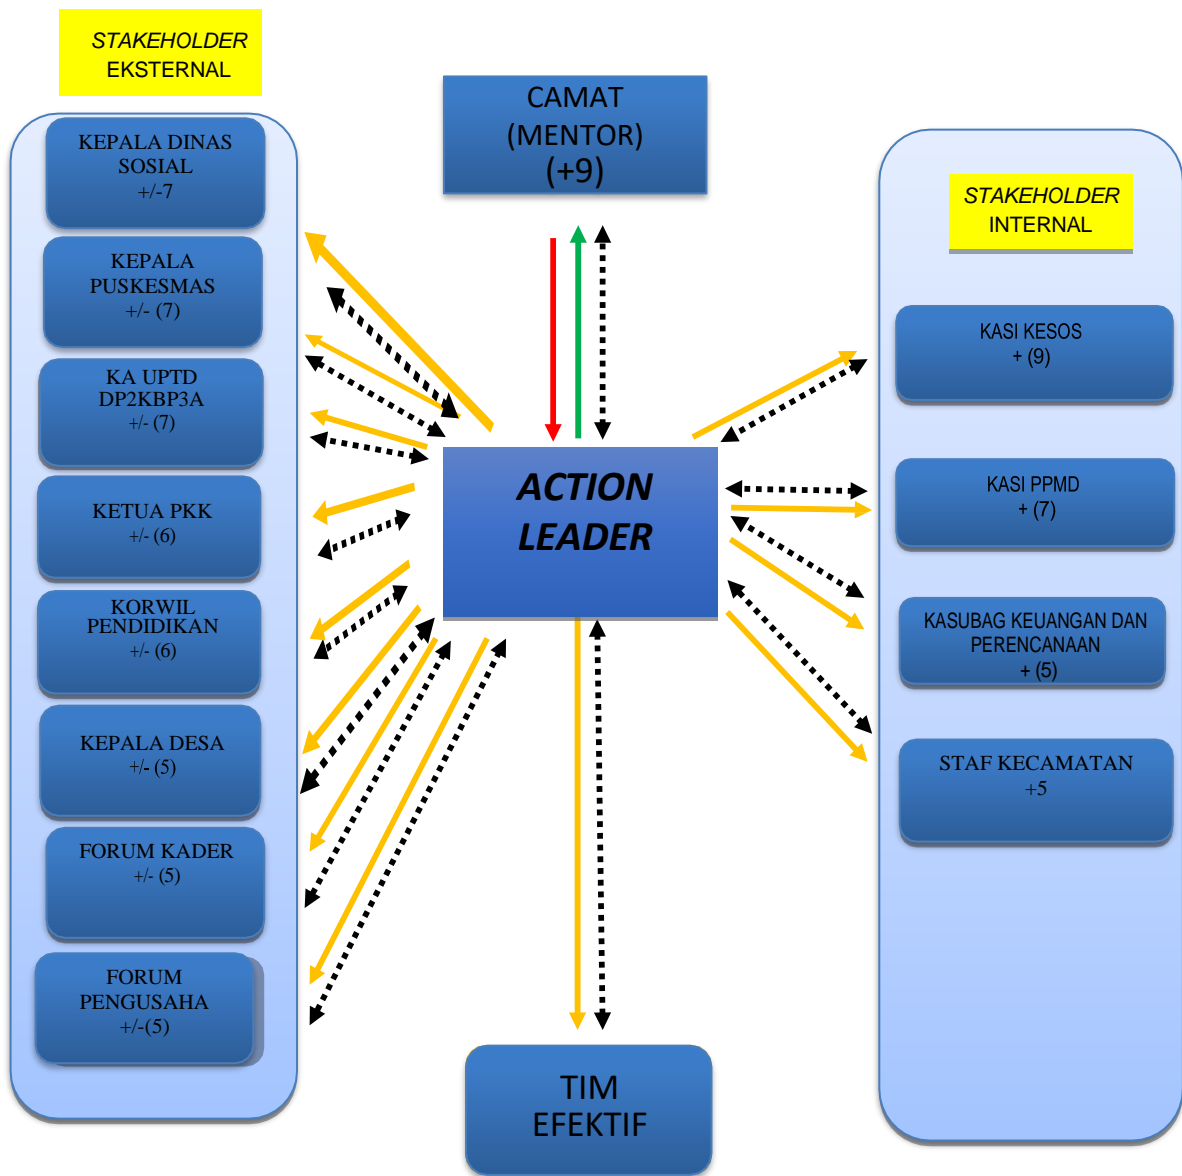 STAKEHOLDER
EKSTERNAL
KEPALA DINAS
SOSIAL
+/-7
KEPALA
PUSKESMAS
+/- (7)
KA UPTD
DP2KBP3A
+/- (7)
KETUA PKK
+/- (6)
KORWIL
PENDIDIKAN
+/- (6)
KEPALA DESA
+/- (5)
FORUM KADER
+/- (5)
FORUM
PENGUSAHA
+/-(5)
CAMAT
(MENTOR)
(+9)
ACTION
LEADER
TIM
EFEKTIF
STAKEHOLDER
INTERNAL
KASI KESOS
+ (9)
KASI PPMD
+ (7)
KASUBAG KEUANGAN DAN
PERENCANAAN
+ (5)
STAF KECAMATAN
+5